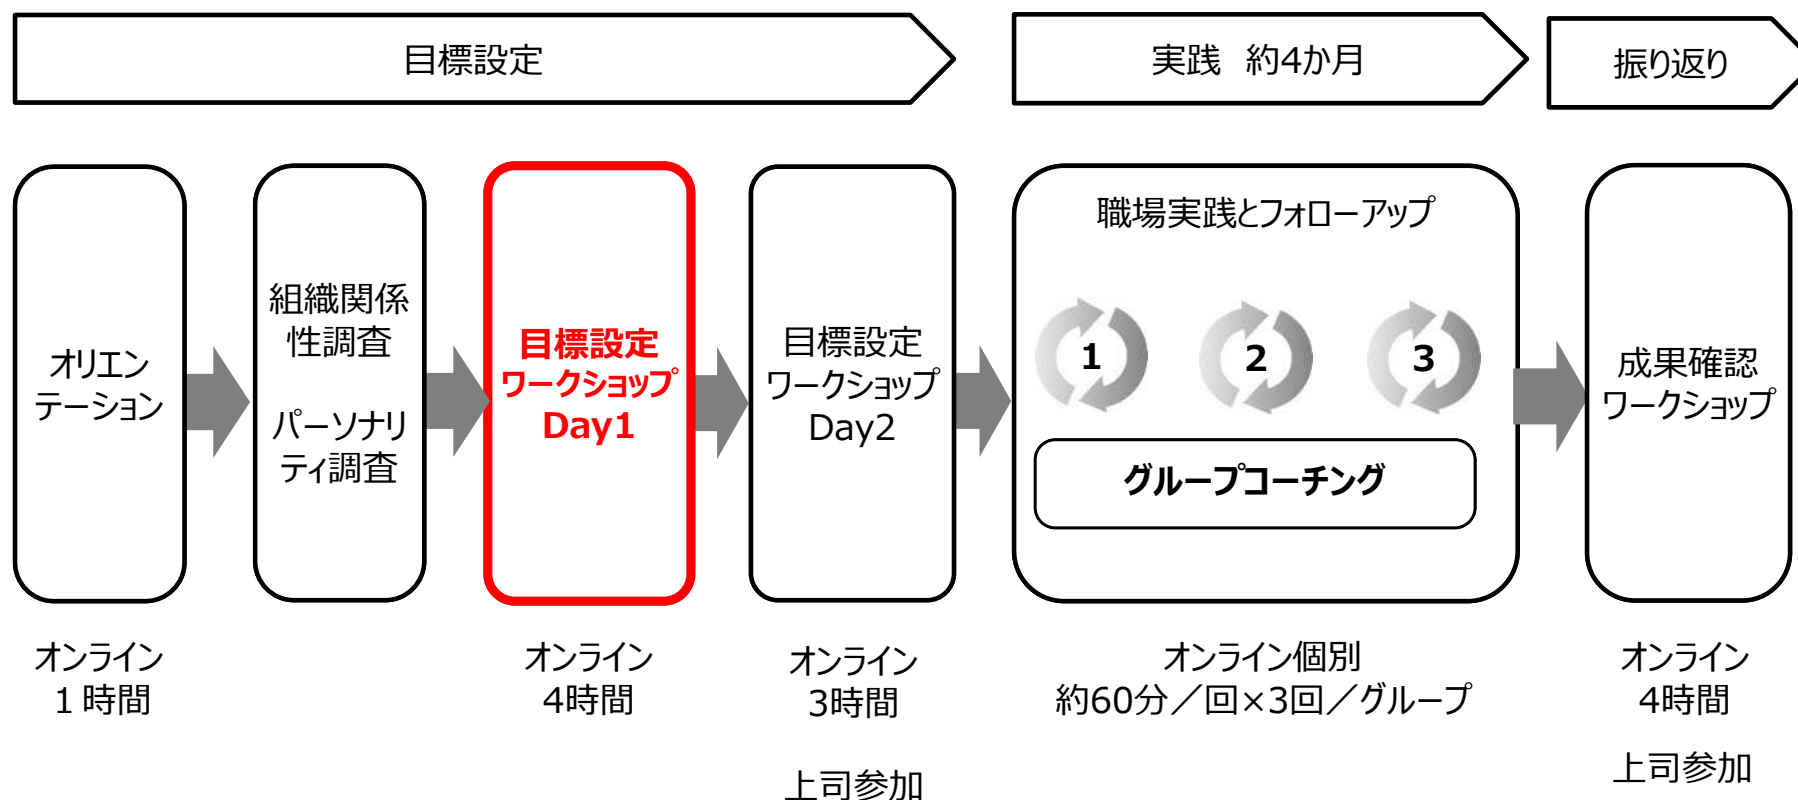 目標設定
実践　約4か月
振り返り
オリエン
テーション
組織関係
性調査
パーソナリ
ティ調査
目標設定
ワークショップ
Day1
目標設定
ワークショップ
Day2
職場実践とフォローアップ
1
2
3
グループコーチング
成果確認
ワークショップ
オンライン
１時間
オンライン
4時間
オンライン
3時間
上司参加
オンライン個別
約60分／回×3回／グループ
オンライン
4時間
上司参加